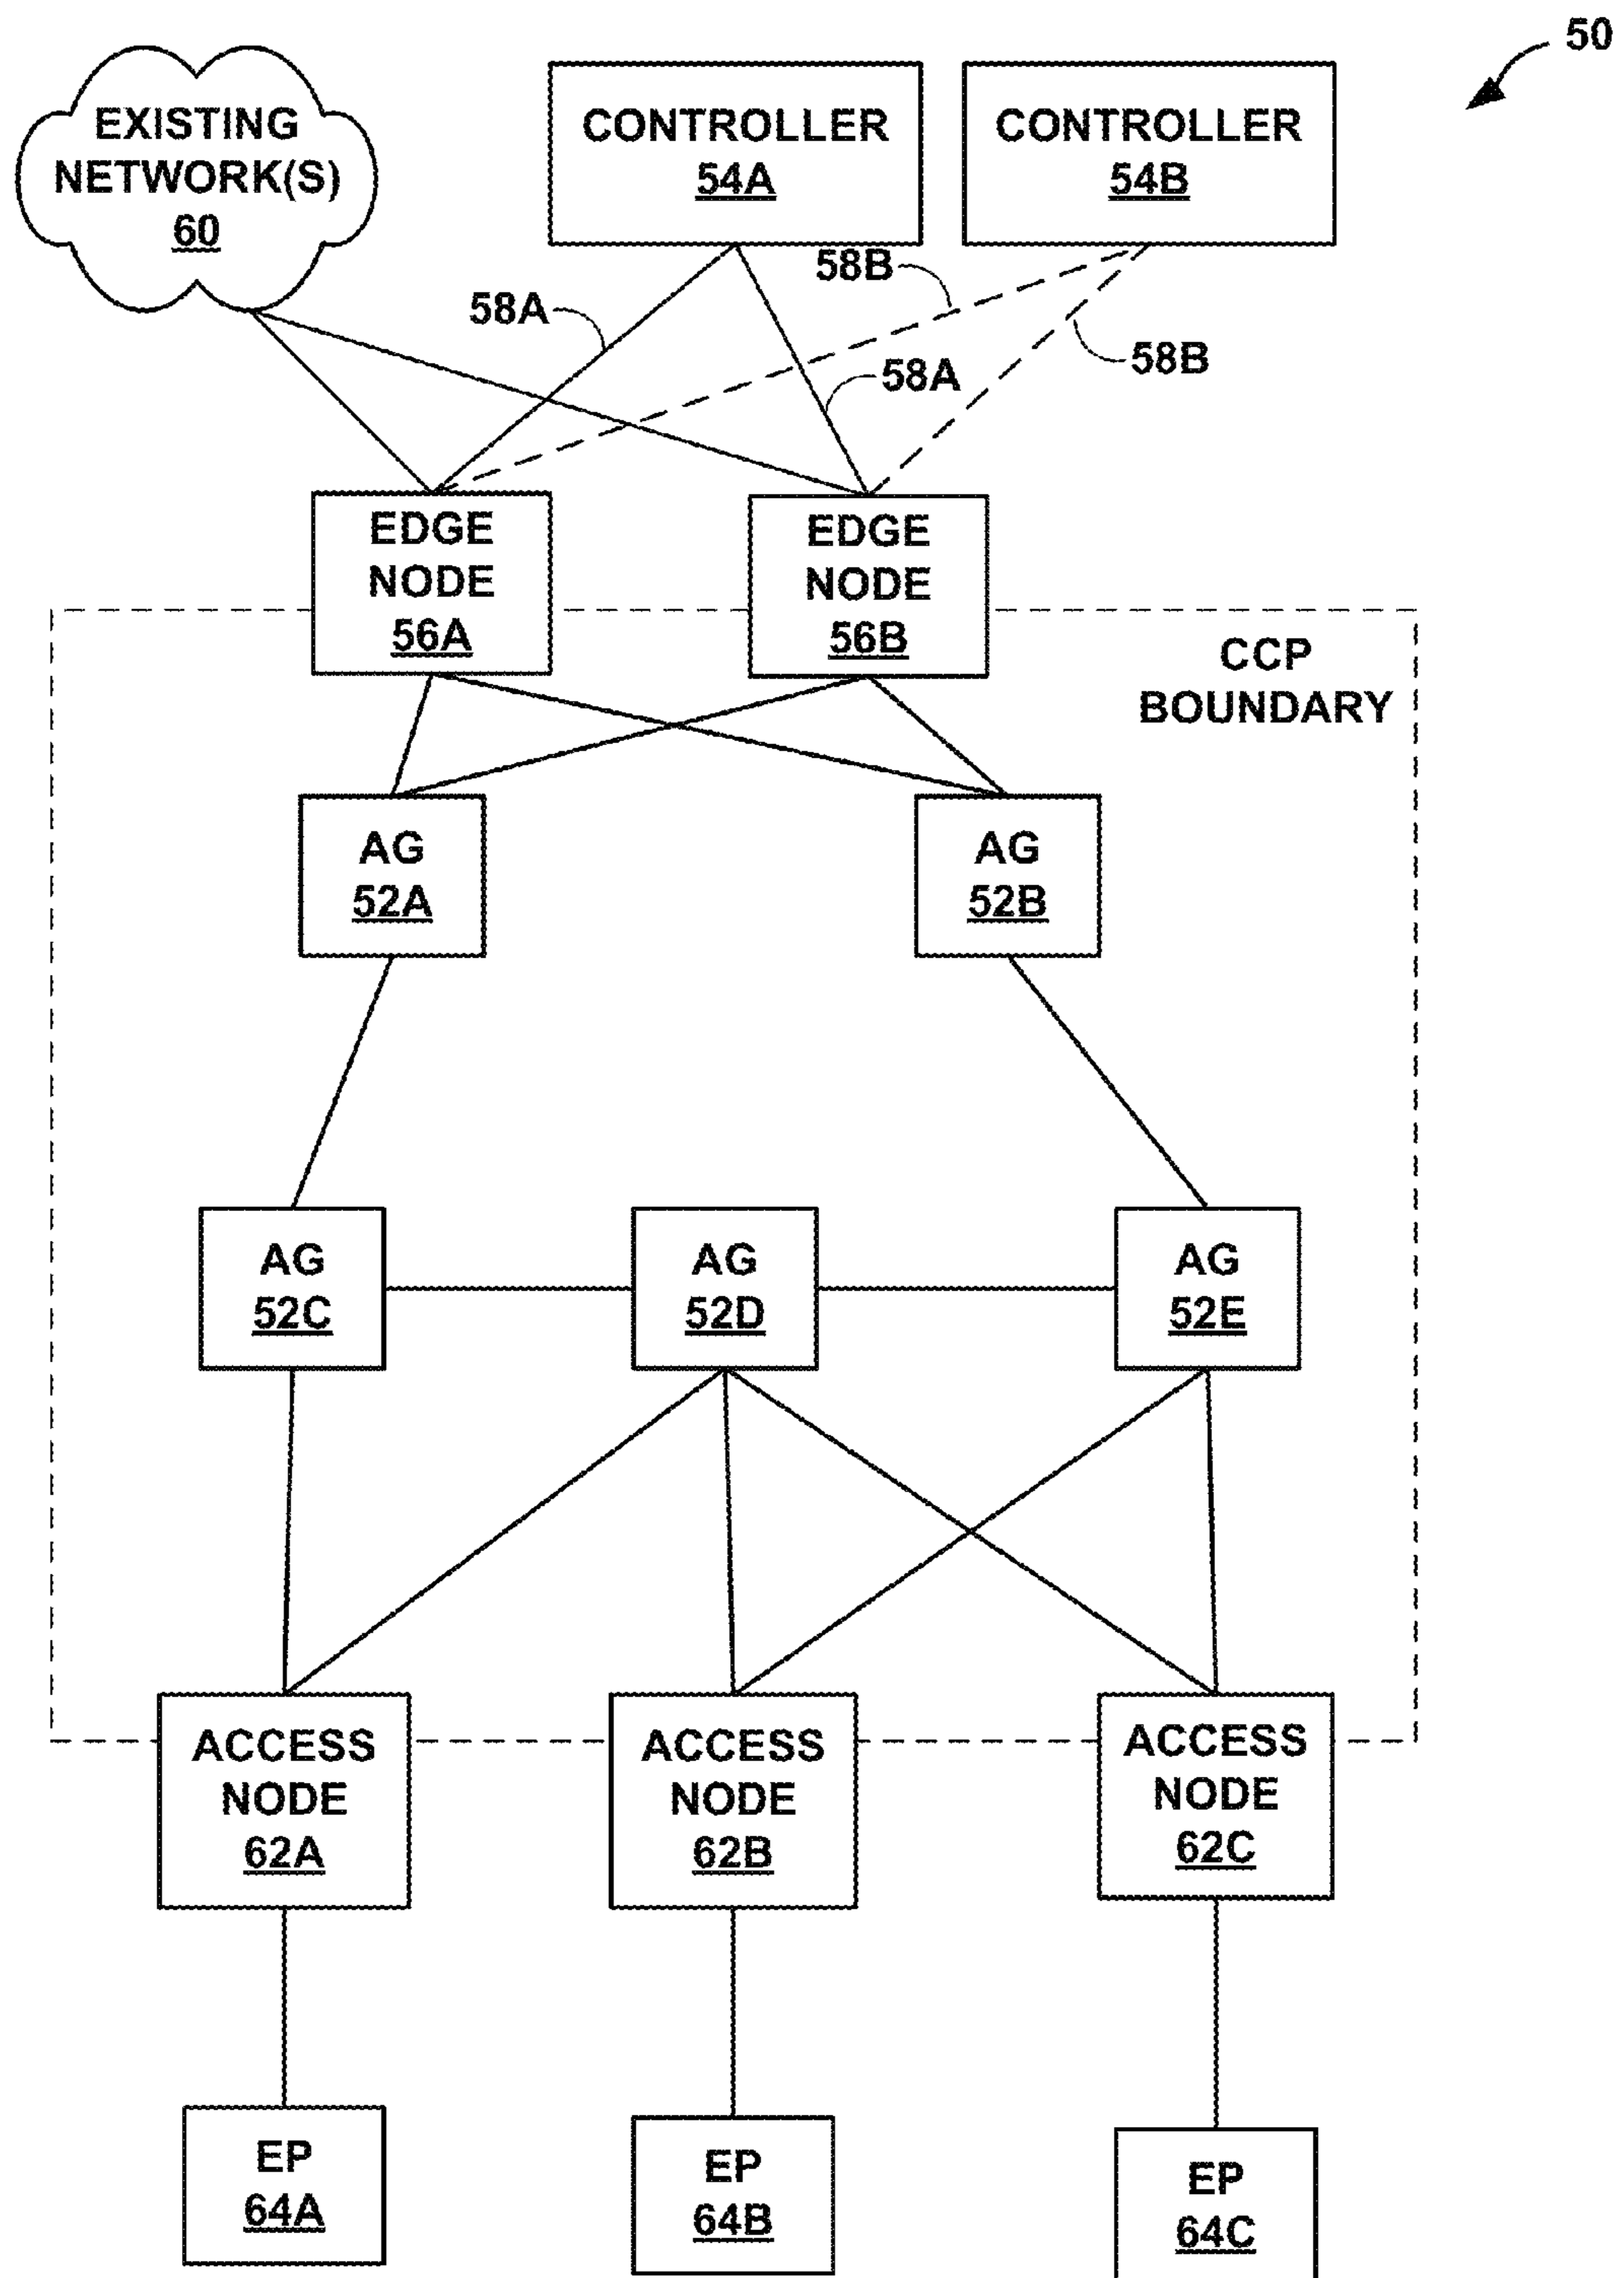 50
EXISTING
NETWORK(S)
60
CONTROLLER
54A
CONTROLLER
54B
58B
58A
58B
58A
EDGE
NODE
56A
EDGE
NODE
56B
CCP
BOUNDARY
AG
52A
AG
52B
AG
52C
AG
52D
AG
52E
ACCESS
NODE
62A
ACCESS
NODE
62B
ACCESS
NODE
62C
EP
64A
EP
64B
EP
64C